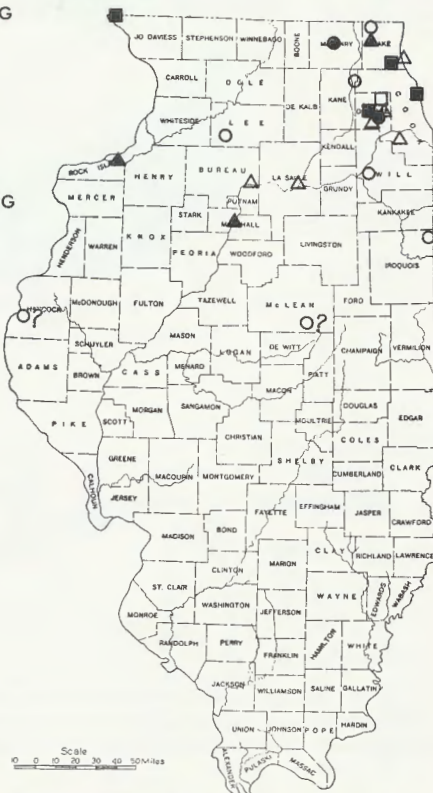 G
JO DAVIESS STEPHENSON WINNEBAGO BOONE
CARROLL OGLE DE KALB KANE
WHITESIDE LEE
KENDALL
ROCK BUREAU LA SALLE GRUNDY WILL
HENRY
MERCER PUTNAM KANKAKEE
G
STARK
HENDERSON WARREN KNOX PEORIA LIVINGSTON IROQUOIS
WOODFORD
McDONOUGH FULTON TAZEWELL McLEAN FORD
?
?
SCHUYLER MASON LOGAN DE WITT CHAMPAIGN VERMILION
ADAMS BROWN CASS MENARD MACON PIATT
MORGAN SANGAMON DOUGLAS EDGAR
PIKE SCOTT CHRISTIAN MOULTRIE COLES
GREENE SHELBY CUMBERLAND CLARK
CALHOUN JERSEY MACOUPIN MONTGOMERY
FAYETTE EFFINGHAM JASPER CRAWFORD
MADISON BOND
CLINTON MARION CLAY RICHLAND LAWRENCE
ST. CLAIR WAYNE EDWARDS WABASH
MONROE WASHINGTON JEFFERSON
RANDOLPH PERRY HAMILTON WHITE
FRANKLIN
JACKSON WILLIAMSON SALINE GALLATIN
UNION JOHNSON POPE HARDIN
ALEXANDER PULASKI MASSAC
Scale
10 0 10 20 30 40 50 Miles